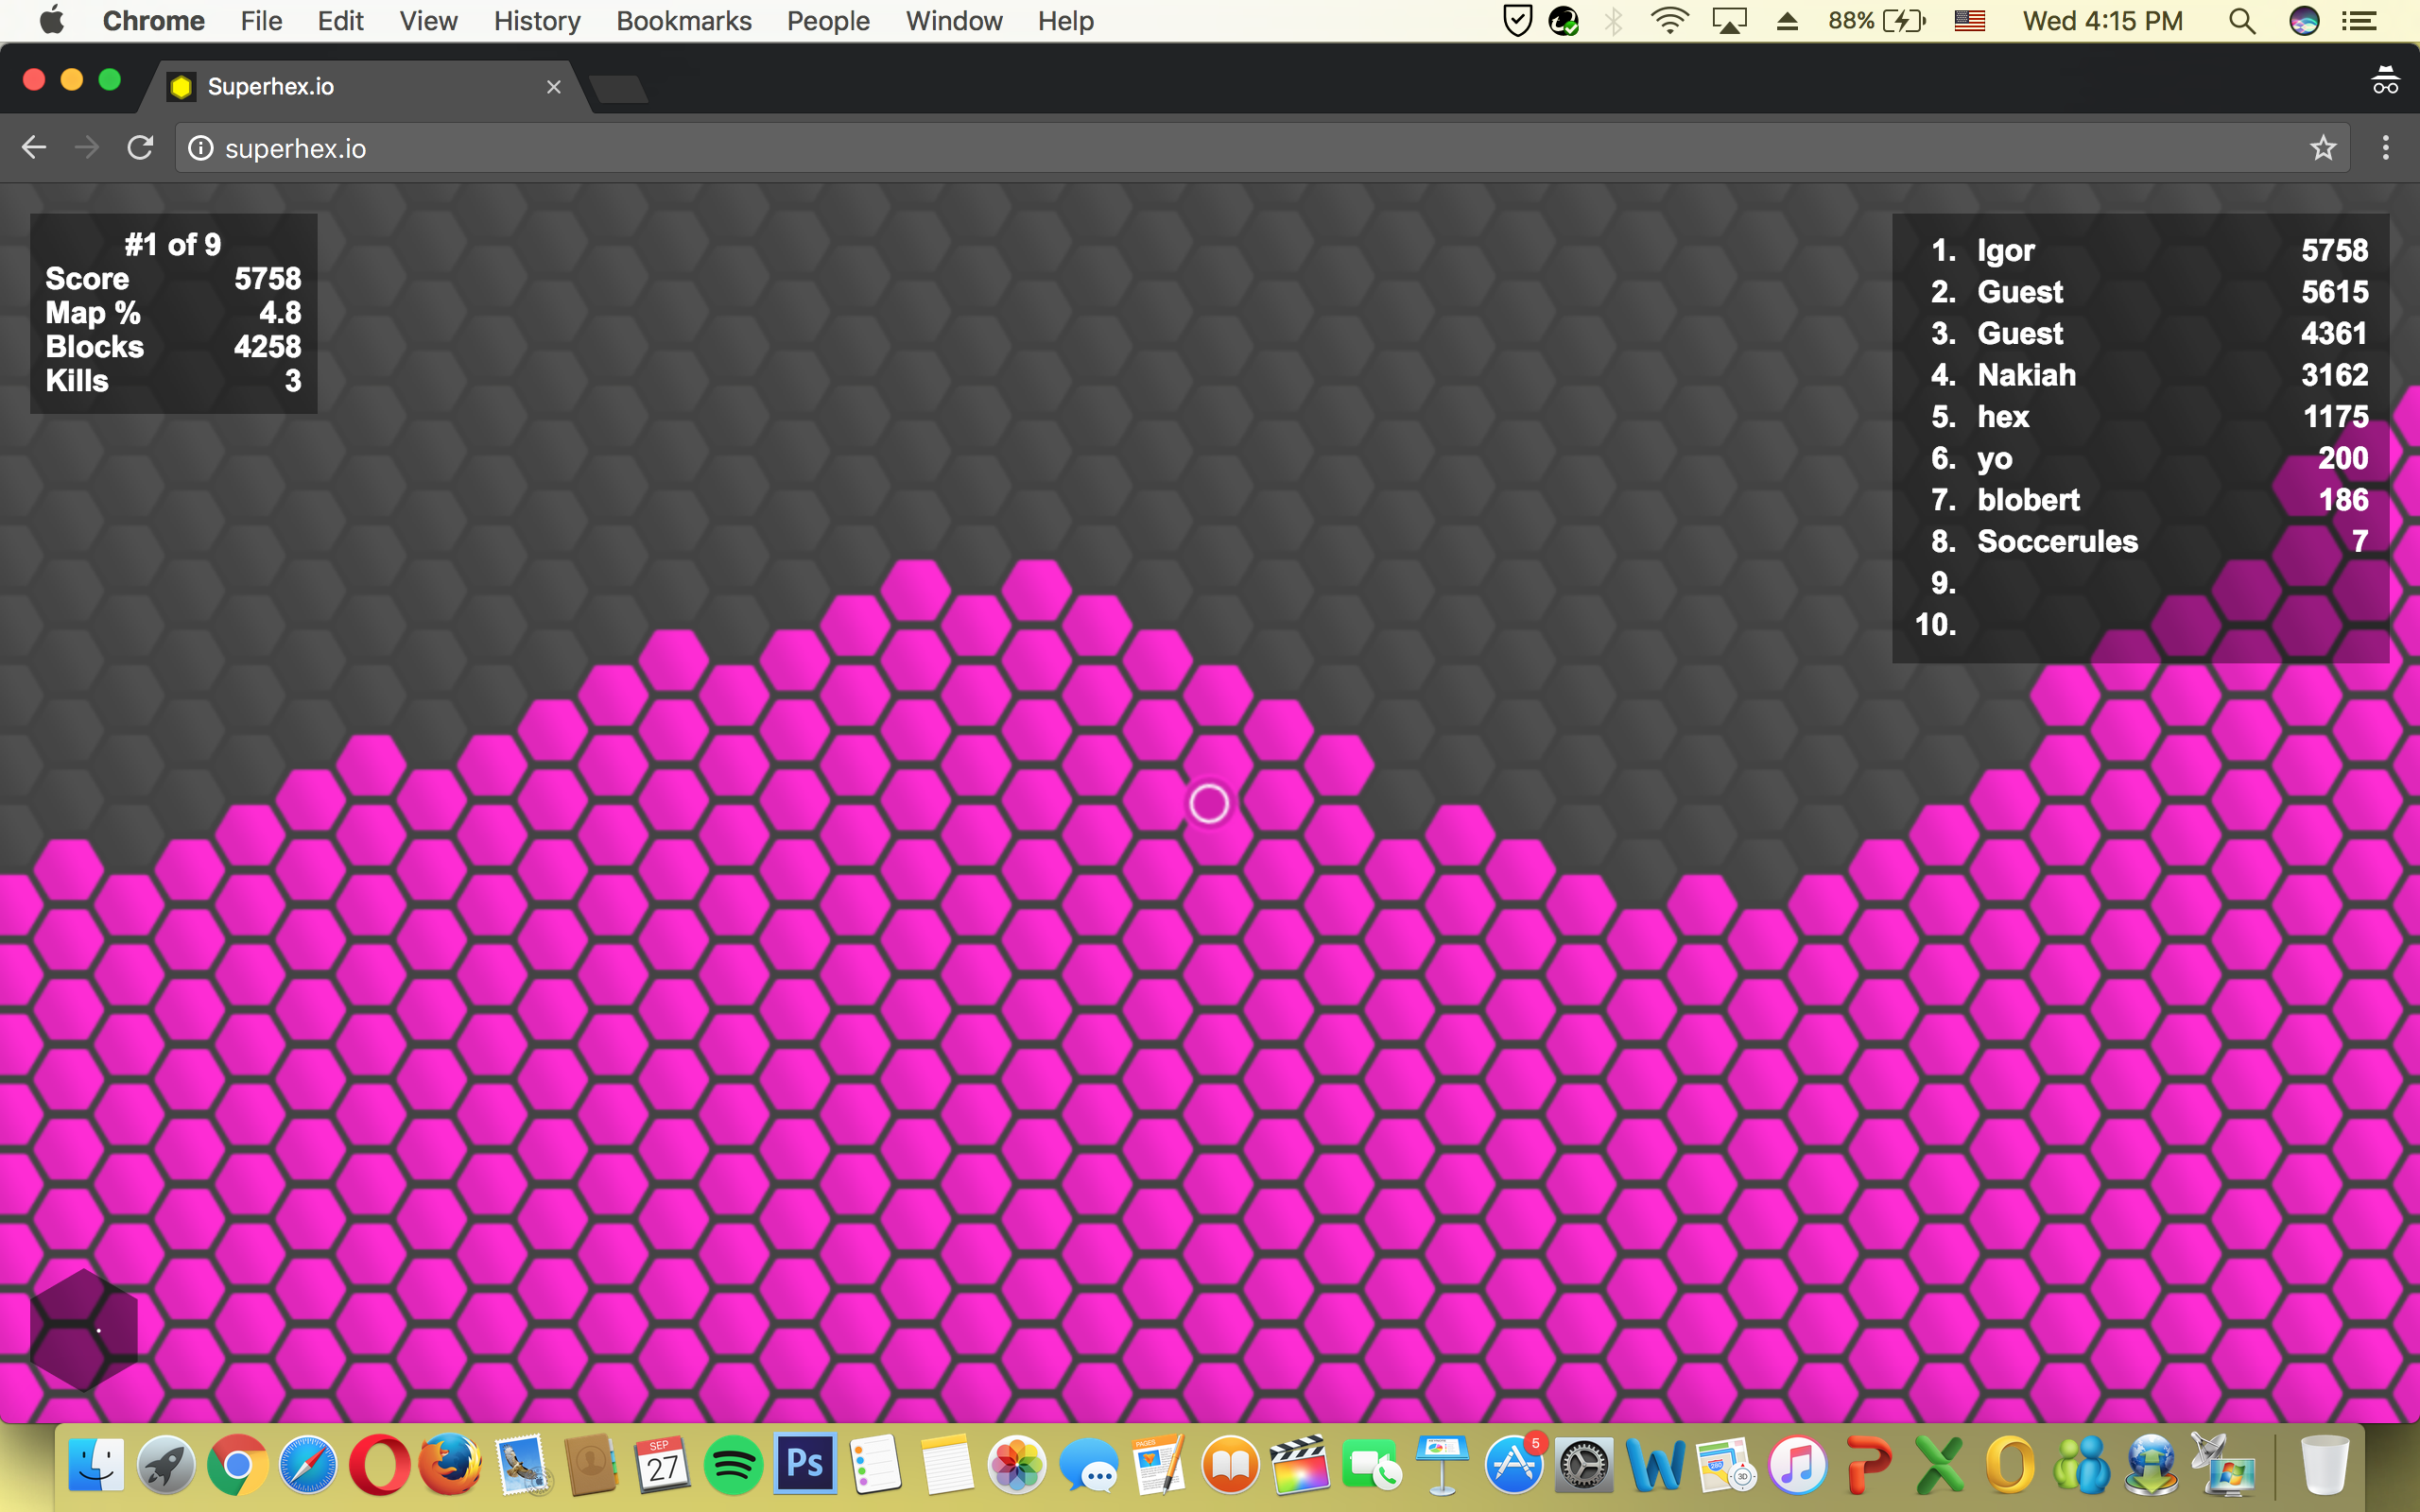 Chrome File Edit View History Bookmarks People Window Help 88% Wed 4:15 PM
Superhex.io
superhex.io
#1 of 9
Score 5758
Map % 4.8
Blocks 4258
Kills 3
1. Igor 5758
2. Guest 5615
3. Guest 4361
4. Nakiah 3162
5. hex 1175
6. yo 200
7. blobert 186
8. Soccerules 7
9.
10.
SEP
27
Ps
PAGES
5
W
280
3D
P
X
O